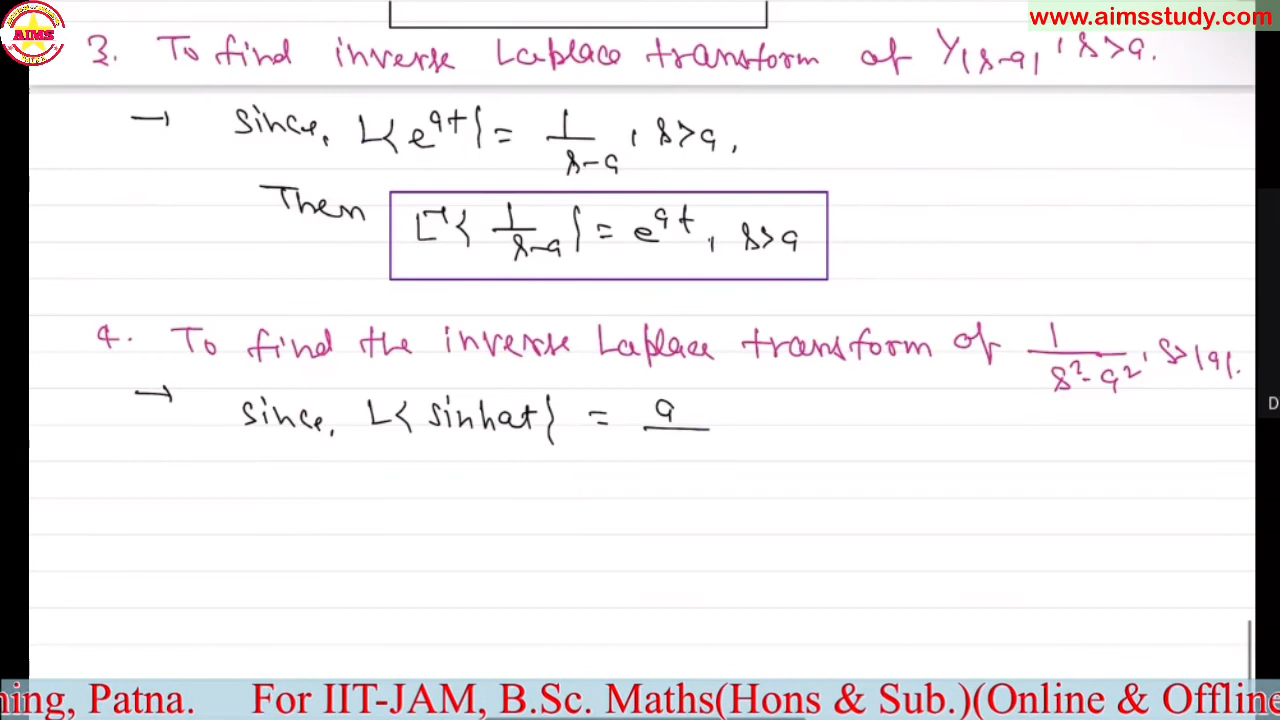 AIMS
www.aimsstudy.com
3. To find inverse Laplace transform of 1/(s-a), s>a.
→ Since, L{e^{at}} = 1/(s-a), s>a,
Then L⁻¹{1/(s-a)} = e^{at}, s>a
4. To find the inverse Laplace transform of 1/(s²-a²), s>|a|.
→ Since, L{sinhat} = a
D
ning, Patna. For IIT-JAM, B.Sc. Maths(Hons & Sub.)(Online & Offline